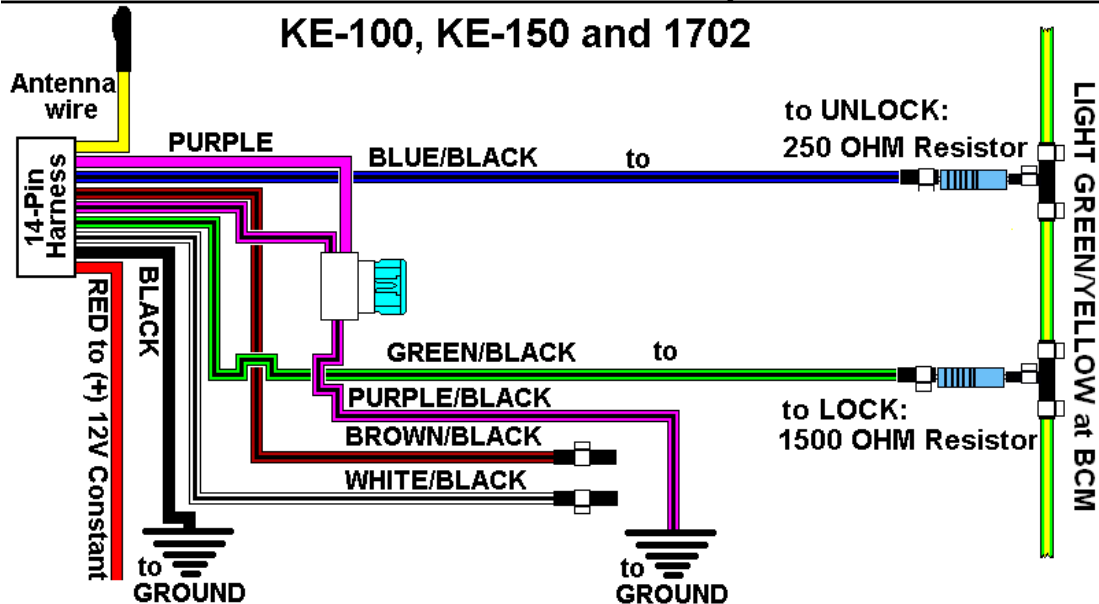 KE-100, KE-150 and 1702
Antenna
wire
PURPLE
BLUE/BLACK to
to UNLOCK:
250 OHM Resistor
14-Pin
Harness
LIGHT GREEN/YELLOW at BCM
BLACK
RED to (+) 12V Constant
GREEN/BLACK to
PURPLE/BLACK
to LOCK:
1500 OHM Resistor
BROWN/BLACK
WHITE/BLACK
to
GROUND
to
GROUND